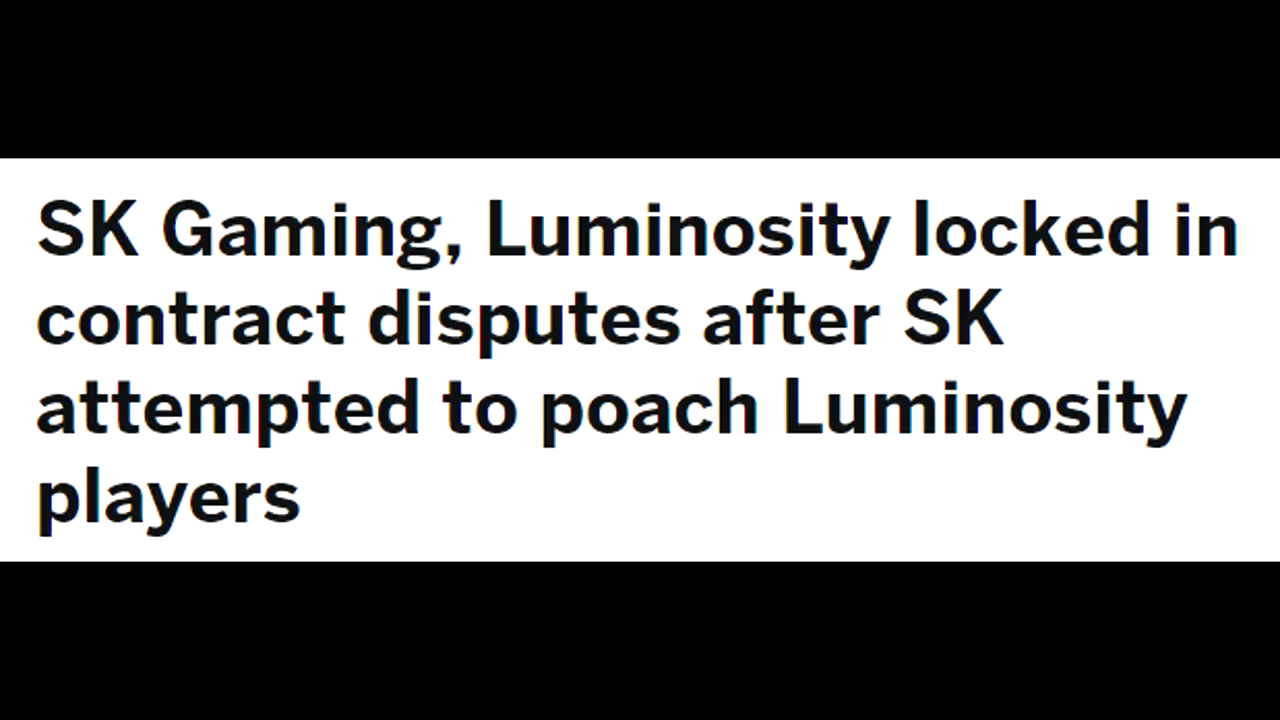 SK Gaming, Luminosity locked in
contract disputes after SK
attempted to poach Luminosity
players